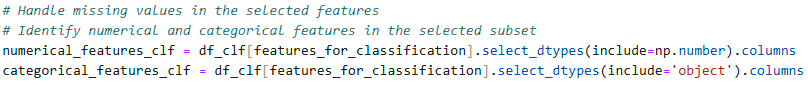 # Handle missing values in the selected features
# Identify numerical and categorical features in the selected subset
numerical_features_clf = df_clf[features_for_classification].select_dtypes(include=np.number).columns
categorical_features_clf = df_clf[features_for_classification].select_dtypes(include='object').columns